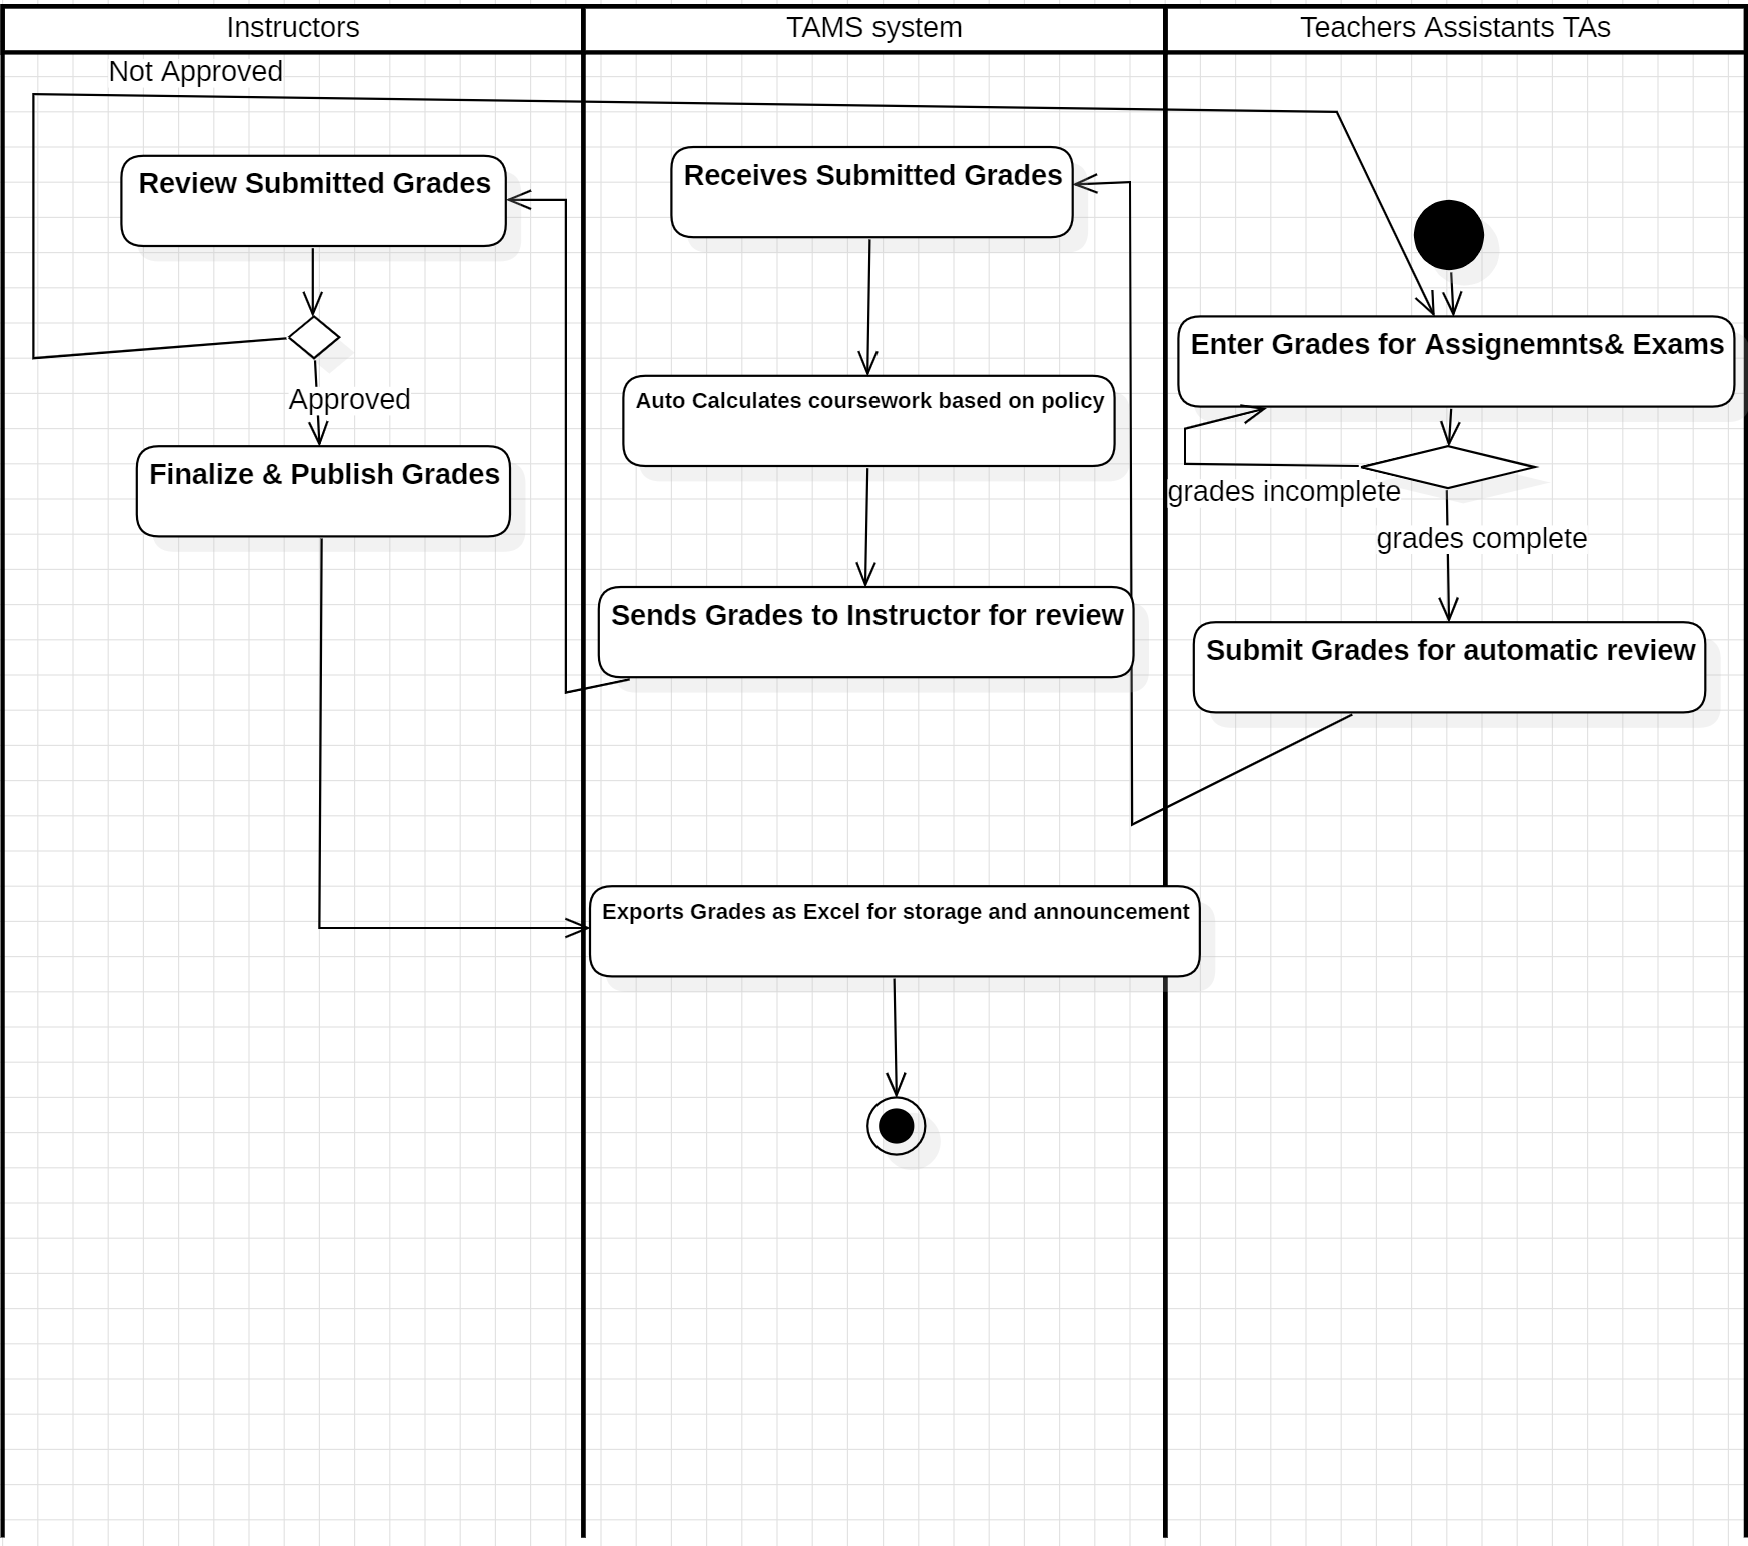 Instructors
TAMS system
Teachers Assistants TAs
Not Approved
Review Submitted Grades
Approved
Finalize & Publish Grades
Receives Submitted Grades
Auto Calculates coursework based on policy
Sends Grades to Instructor for review
Exports Grades as Excel for storage and announcement
Enter Grades for Assignemnts& Exams
grades incomplete
grades complete
Submit Grades for automatic review